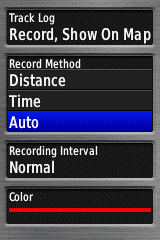 Track Log
Record, Show On Map
Record Method
Distance
Time
Auto
Recording Interval
Normal
Color